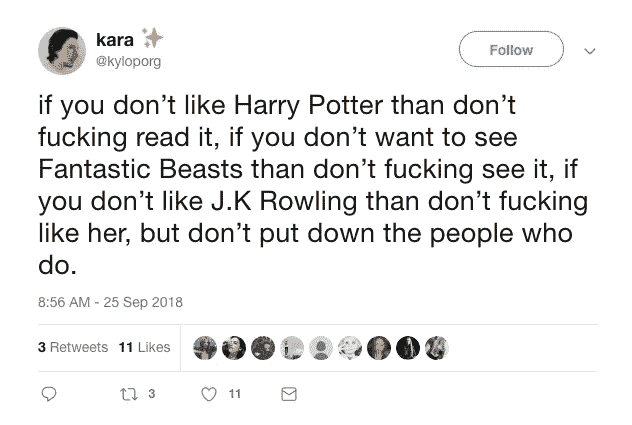 kara
@kyloporg
Follow
if you don't like Harry Potter than don't
fucking read it, if you don't want to see
Fantastic Beasts than don't fucking see it, if
you don't like J.K Rowling than don't fucking
like her, but don't put down the people who
do.
8:56 AM - 25 Sep 2018
3 Retweets 11 Likes
3 11